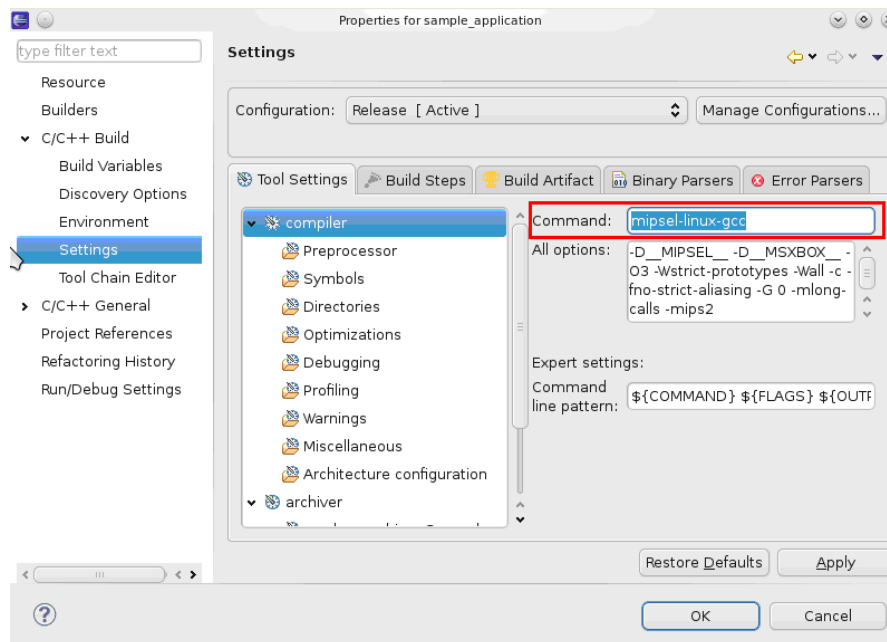 Properties for sample_application
type filter text
Resource
Builders
C/C++ Build
Build Variables
Discovery Options
Environment
Settings
Tool Chain Editor
C/C++ General
Project References
Refactoring History
Run/Debug Settings
Settings
Configuration: Release [ Active ] Manage Configurations...
Tool Settings Build Steps Build Artifact Binary Parsers Error Parsers
compiler
Preprocessor
Symbols
Directories
Optimizations
Debugging
Profiling
Warnings
Miscellaneous
Architecture configuration
archiver
Command: mipsel-linux-gcc
All options: -D__MIPSEL__ -D__MSXBOX__ -
O3 -Wstrict-prototypes -Wall -c -
fno-strict-aliasing -G 0 -mlong-
calls -mips2
Expert settings:
Command
line pattern: ${COMMAND} ${FLAGS} ${OUTF
Restore Defaults Apply
OK Cancel